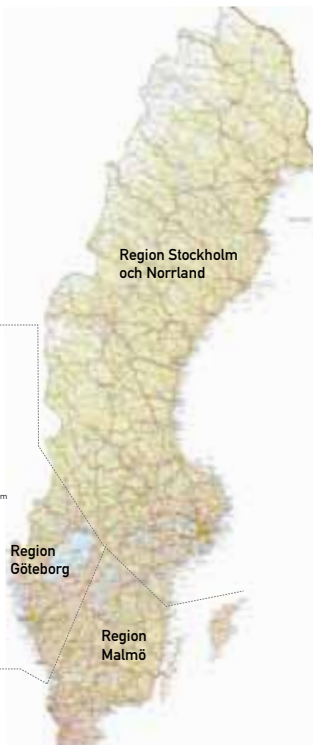 Region Stockholm
och Norrland
m
Region
Göteborg
Region
Malmö